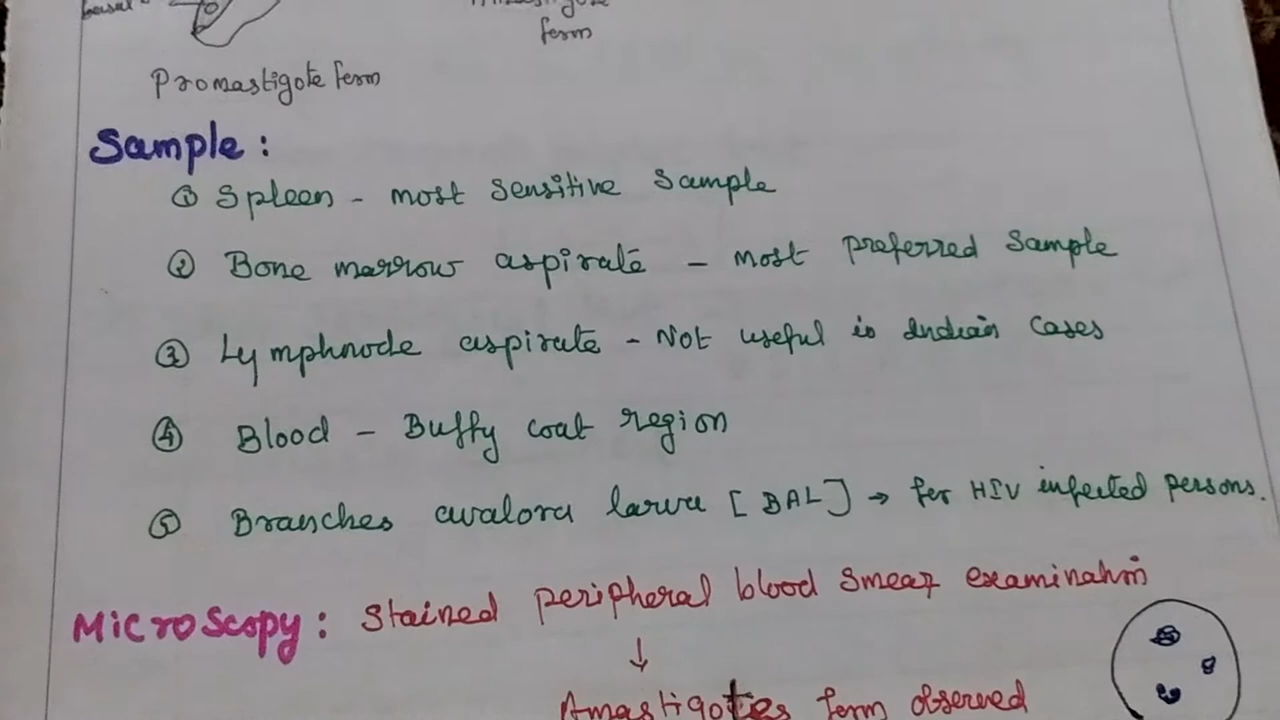 basal
form
Promastigote form
Sample:
① Spleen - most sensitive sample
② Bone marrow aspirate - most preferred sample
③ Lymphnode aspirate - Not useful in Indian cases
④ Blood - Buffy coat region
⑤ Branches avalora larva [BAL] → for HIV infected persons.
Microscopy: Stained peripheral blood smear examination
↓
Amastigotes form observed